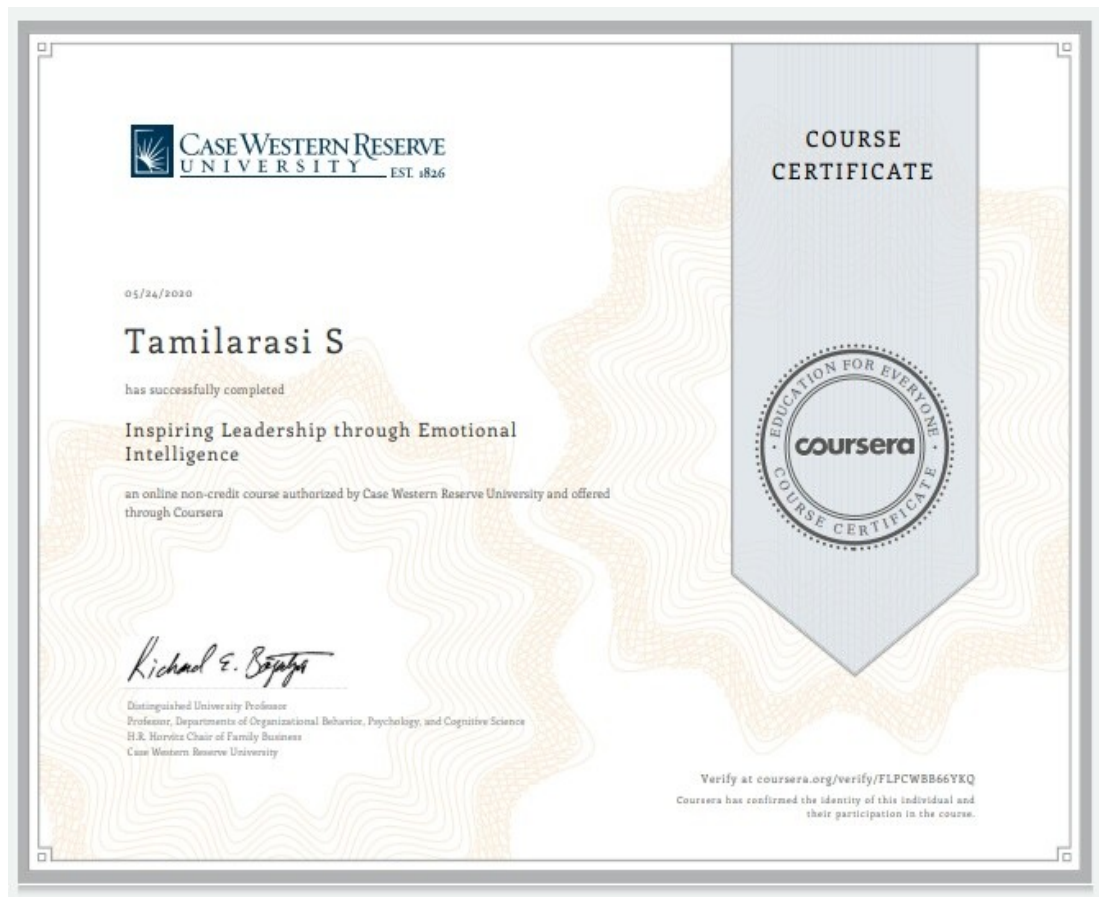 CASE WESTERN RESERVE
UNIVERSITY EST. 1826
COURSE
CERTIFICATE
05/24/2020
Tamilarasi S
has successfully completed
Inspiring Leadership through Emotional
Intelligence
an online non-credit course authorized by Case Western Reserve University and offered
through Coursera
EDUCATION FOR EVERYONE
coursera
COURSE CERTIFICATE
Richard E. Boyatzis
Distinguished University Professor
Professor, Departments of Organizational Behavior, Psychology, and Cognitive Science
H.R. Horvitz Chair of Family Business
Case Western Reserve University
Verify at coursera.org/verify/FLPCWBB66YKQ
Coursera has confirmed the identity of this individual and
their participation in the course.